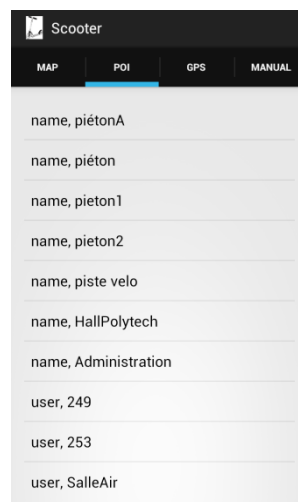 Scooter
MAP POI GPS MANUAL
name, piétonA
name, piéton
name, pieton1
name, pieton2
name, piste velo
name, HallPolytech
name, Administration
user, 249
user, 253
user, SalleAir